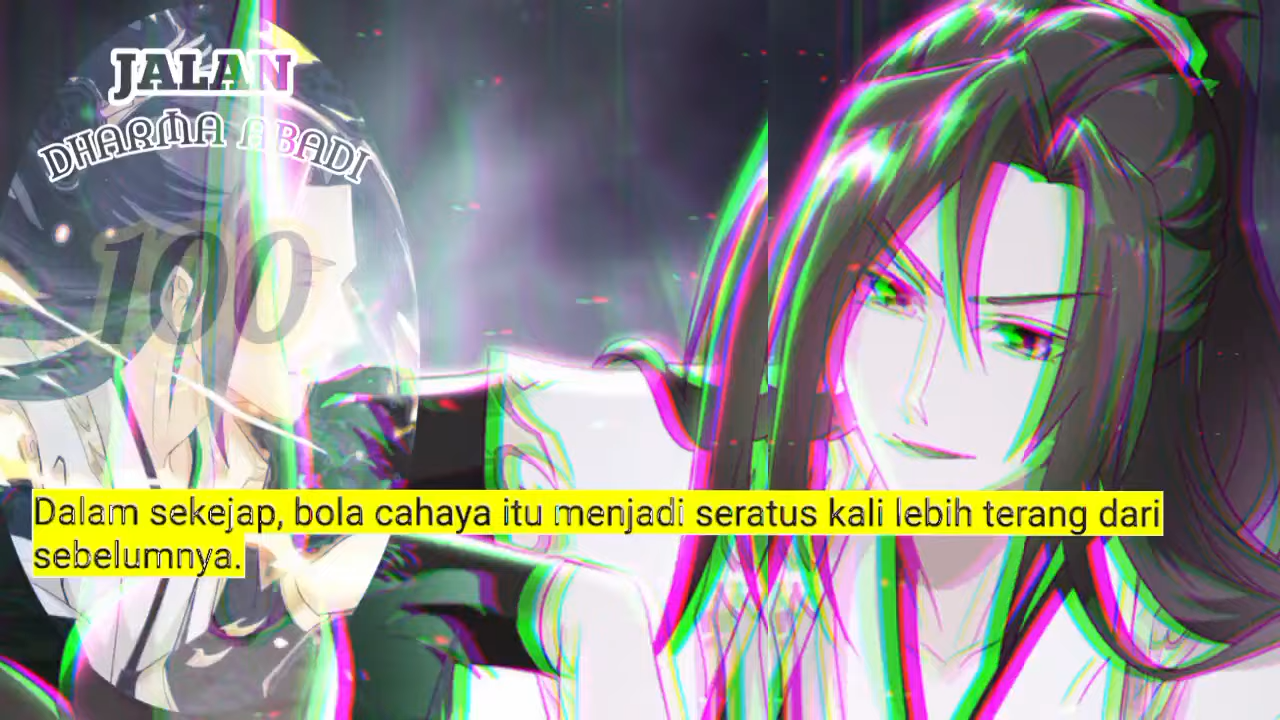 JALAN
DHARMA ABADI
100
Dalam sekejap, bola cahaya itu menjadi seratus kali lebih terang dari
sebelumnya.